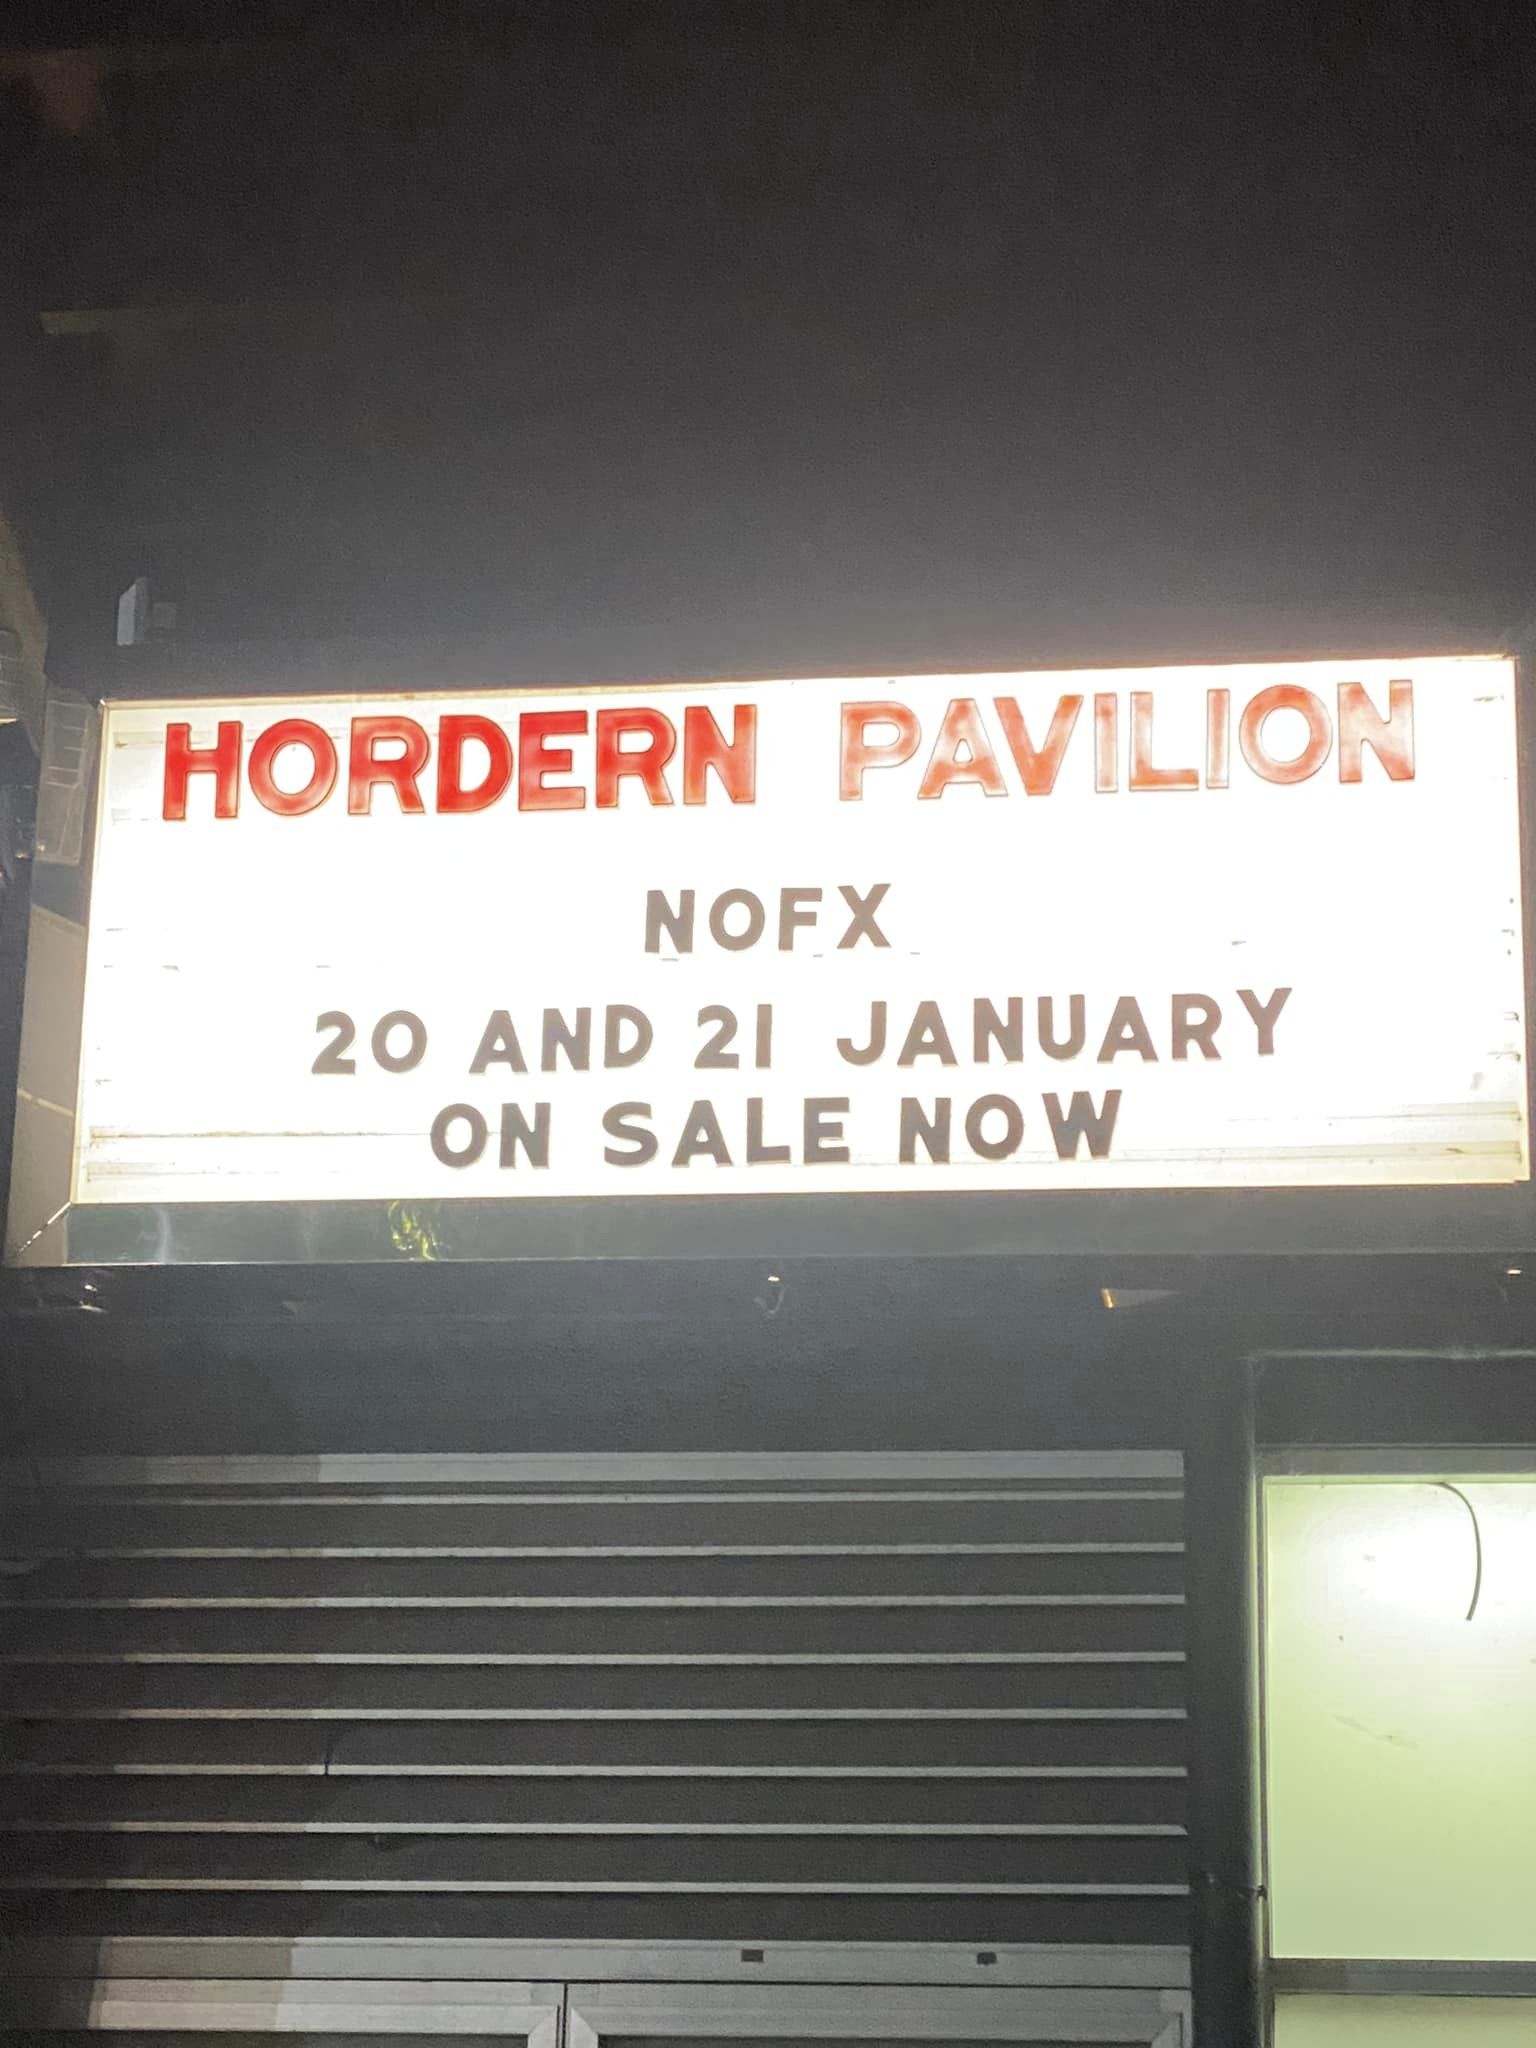 HORDERN PAVILION
NOFX
20 AND 21 JANUARY
ON SALE NOW